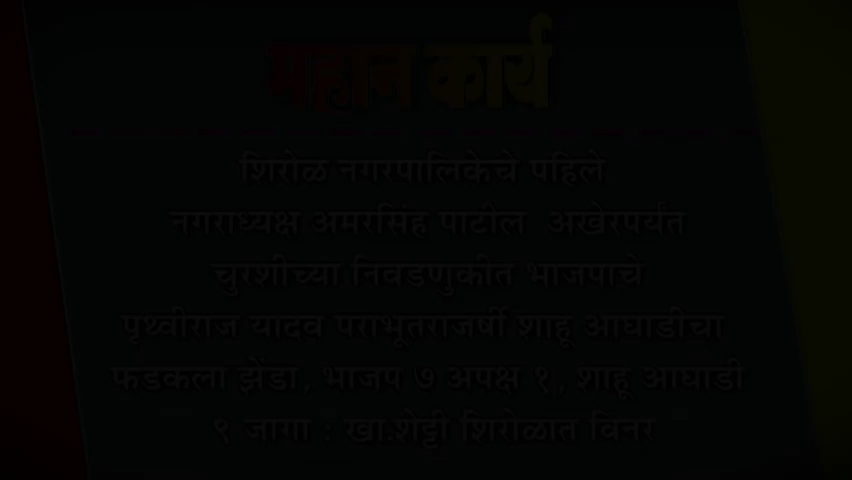 महान कार्य
शिरोळ नगरपालिकेचे पहिले
नगराध्यक्ष अमरसिंह पाटील अखेरपर्यंत
चुरशीच्या निवडणुकीत भाजपाचे
पृथ्वीराज यादव पराभूतराजर्षी शाहू आघाडीचा
फडकला झेंडा, भाजप ७ अपक्ष १, शाहू आघाडी
९ जागा : खा.शेट्टी शिरोळात विनर